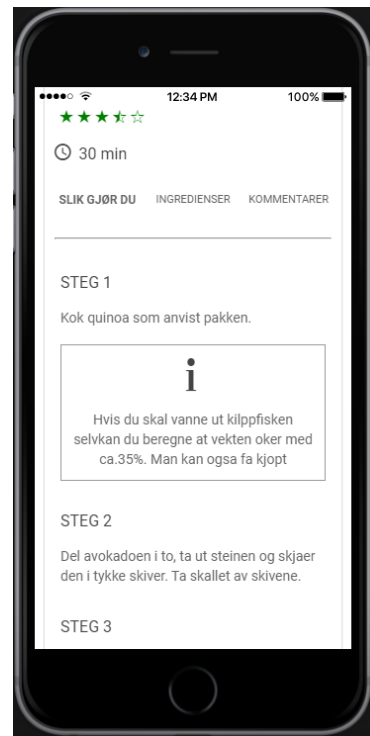 12:34 PM
100%
30 min
SLIK GJØR DU INGREDIENSER KOMMENTARER
STEG 1
Kok quinoa som anvist pakken.
i
Hvis du skal vanne ut kilppfisken
selvkan du beregne at vekten oker med
ca.35%. Man kan ogsa fa kjopt
STEG 2
Del avokadoen i to, ta ut steinen og skjaer
den i tykke skiver. Ta skallet av skivene.
STEG 3